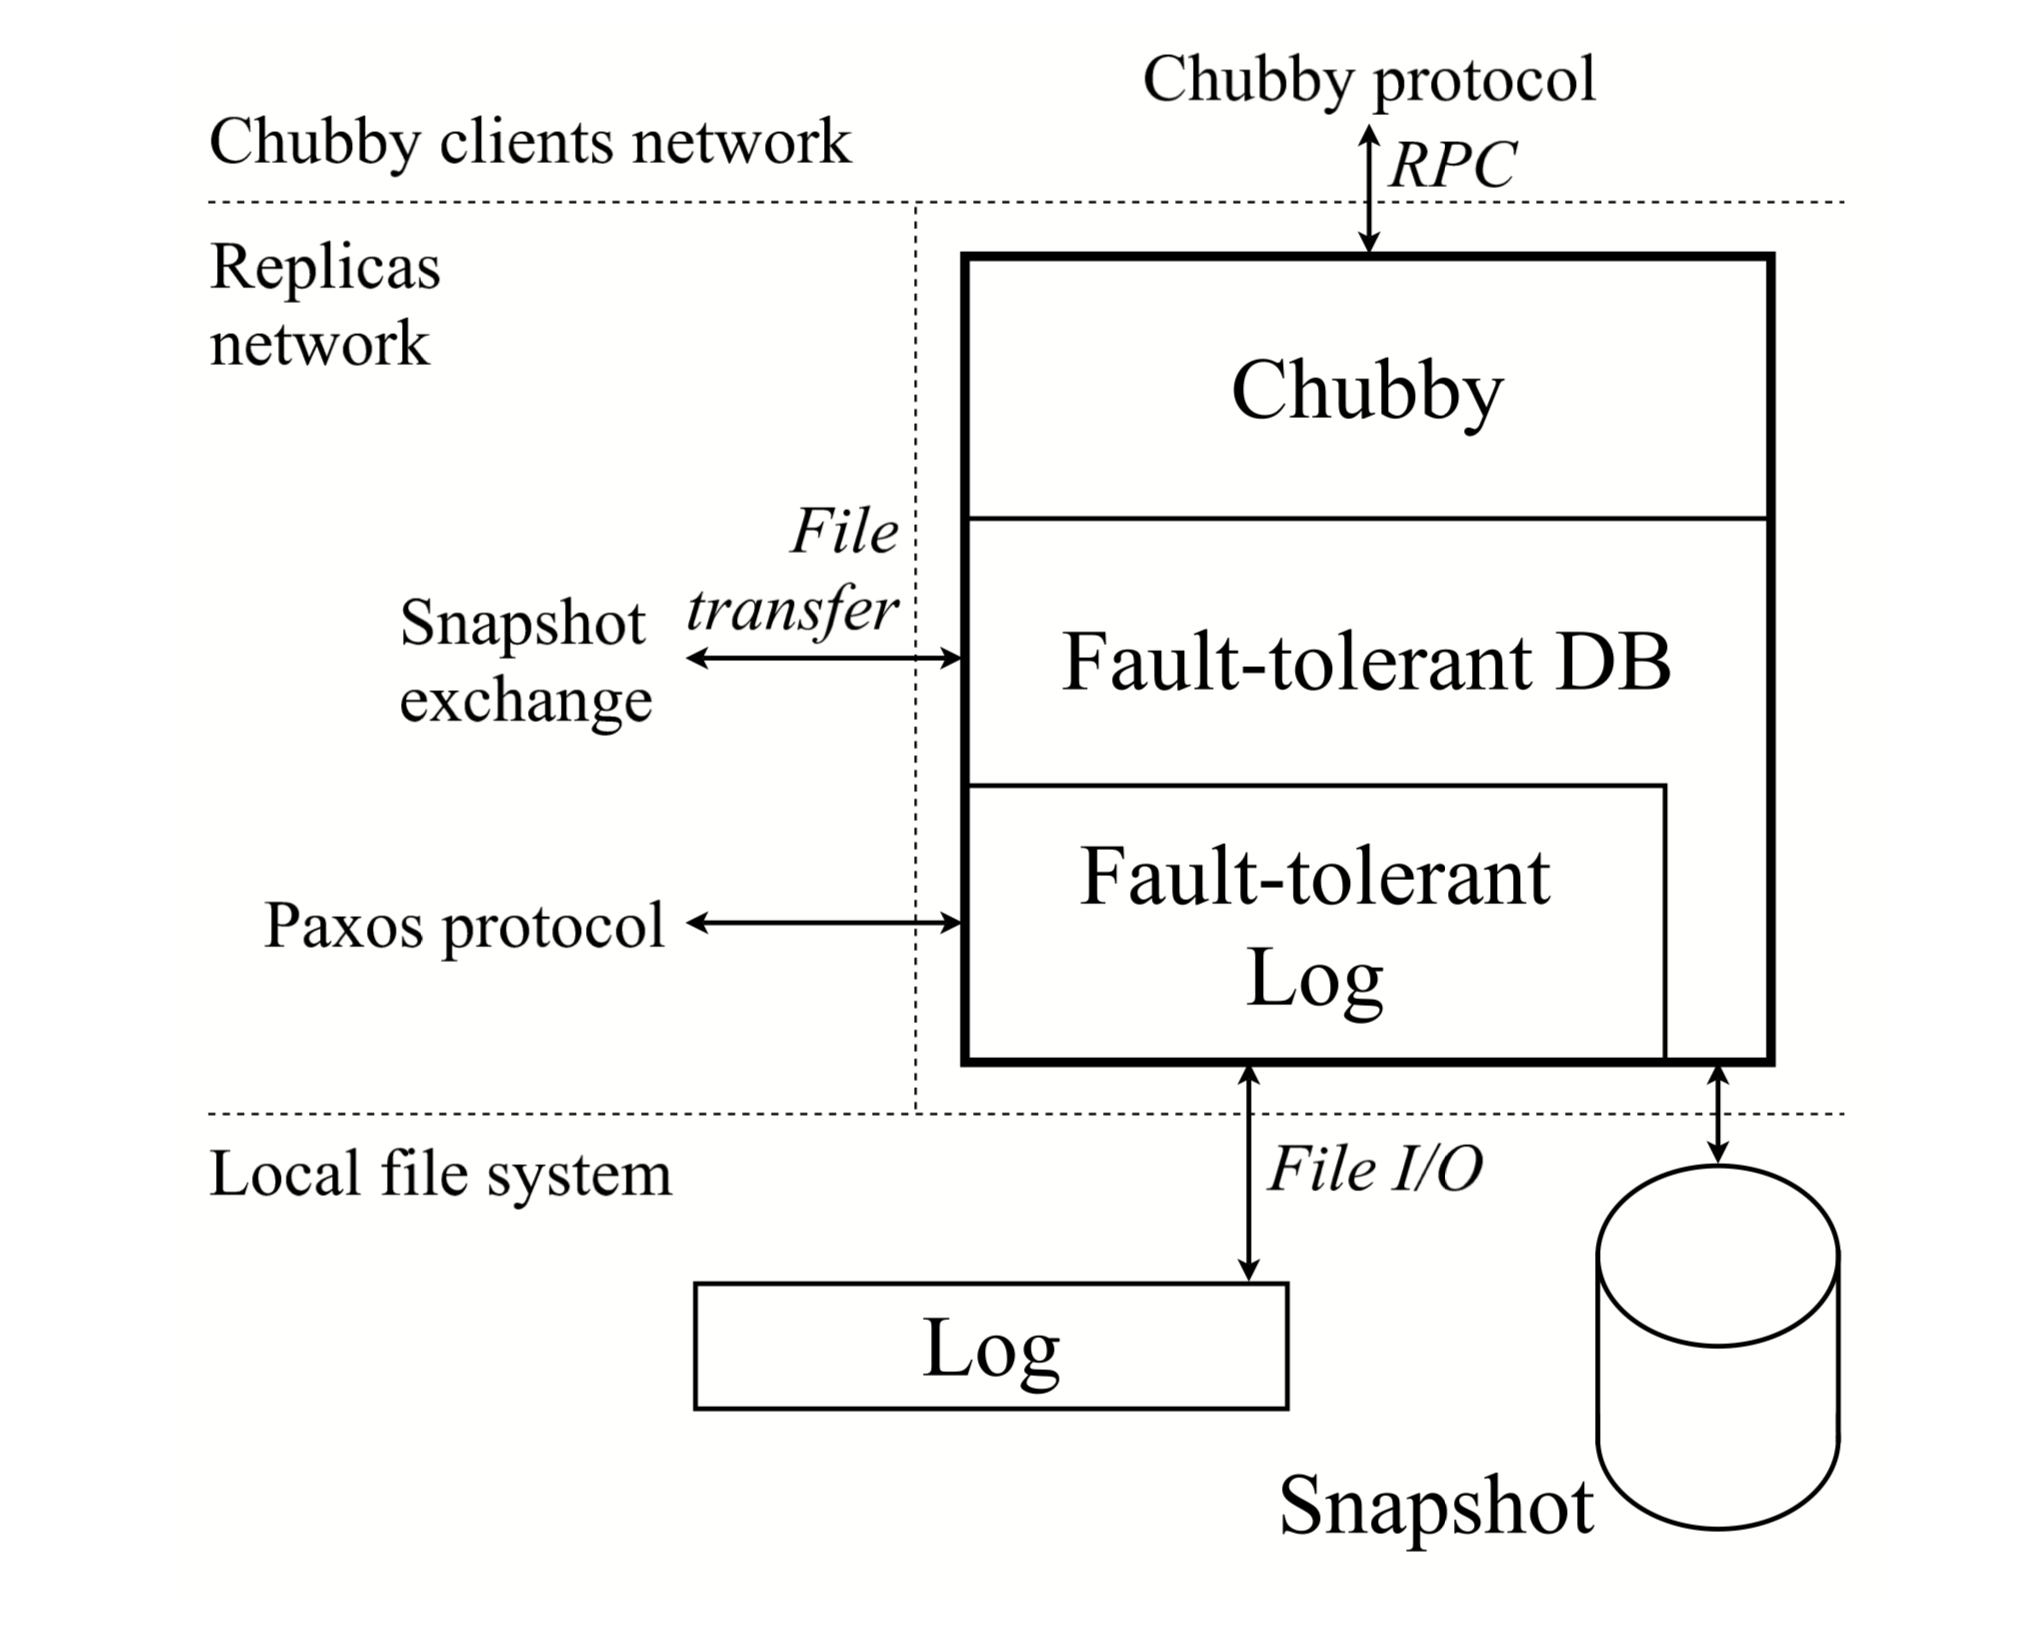 Chubby protocol
Chubby clients network
RPC
Replicas
network
Chubby
File
transfer
Snapshot
exchange
Fault-tolerant DB
Fault-tolerant
Log
Paxos protocol
Local file system
File I/O
Log
Snapshot